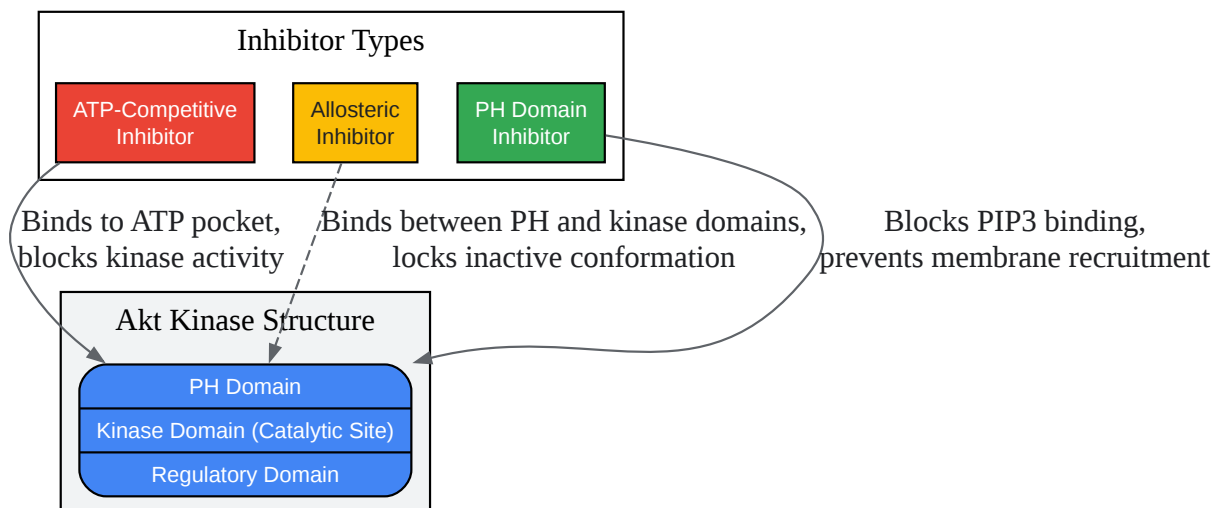 Inhibitor Types
ATP-Competitive
Inhibitor
Allosteric
Inhibitor
PH Domain
Inhibitor
Binds to ATP pocket,
blocks kinase activity
Binds between PH and kinase domains,
locks inactive conformation
Blocks PIP3 binding,
prevents membrane recruitment
Akt Kinase Structure
PH Domain
Kinase Domain (Catalytic Site)
Regulatory Domain